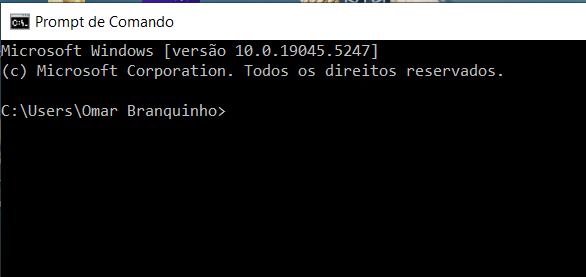 Prompt de Comando
Microsoft Windows [versão 10.0.19045.5247]
(c) Microsoft Corporation. Todos os direitos reservados.
C:\Users\Omar Branquinho>